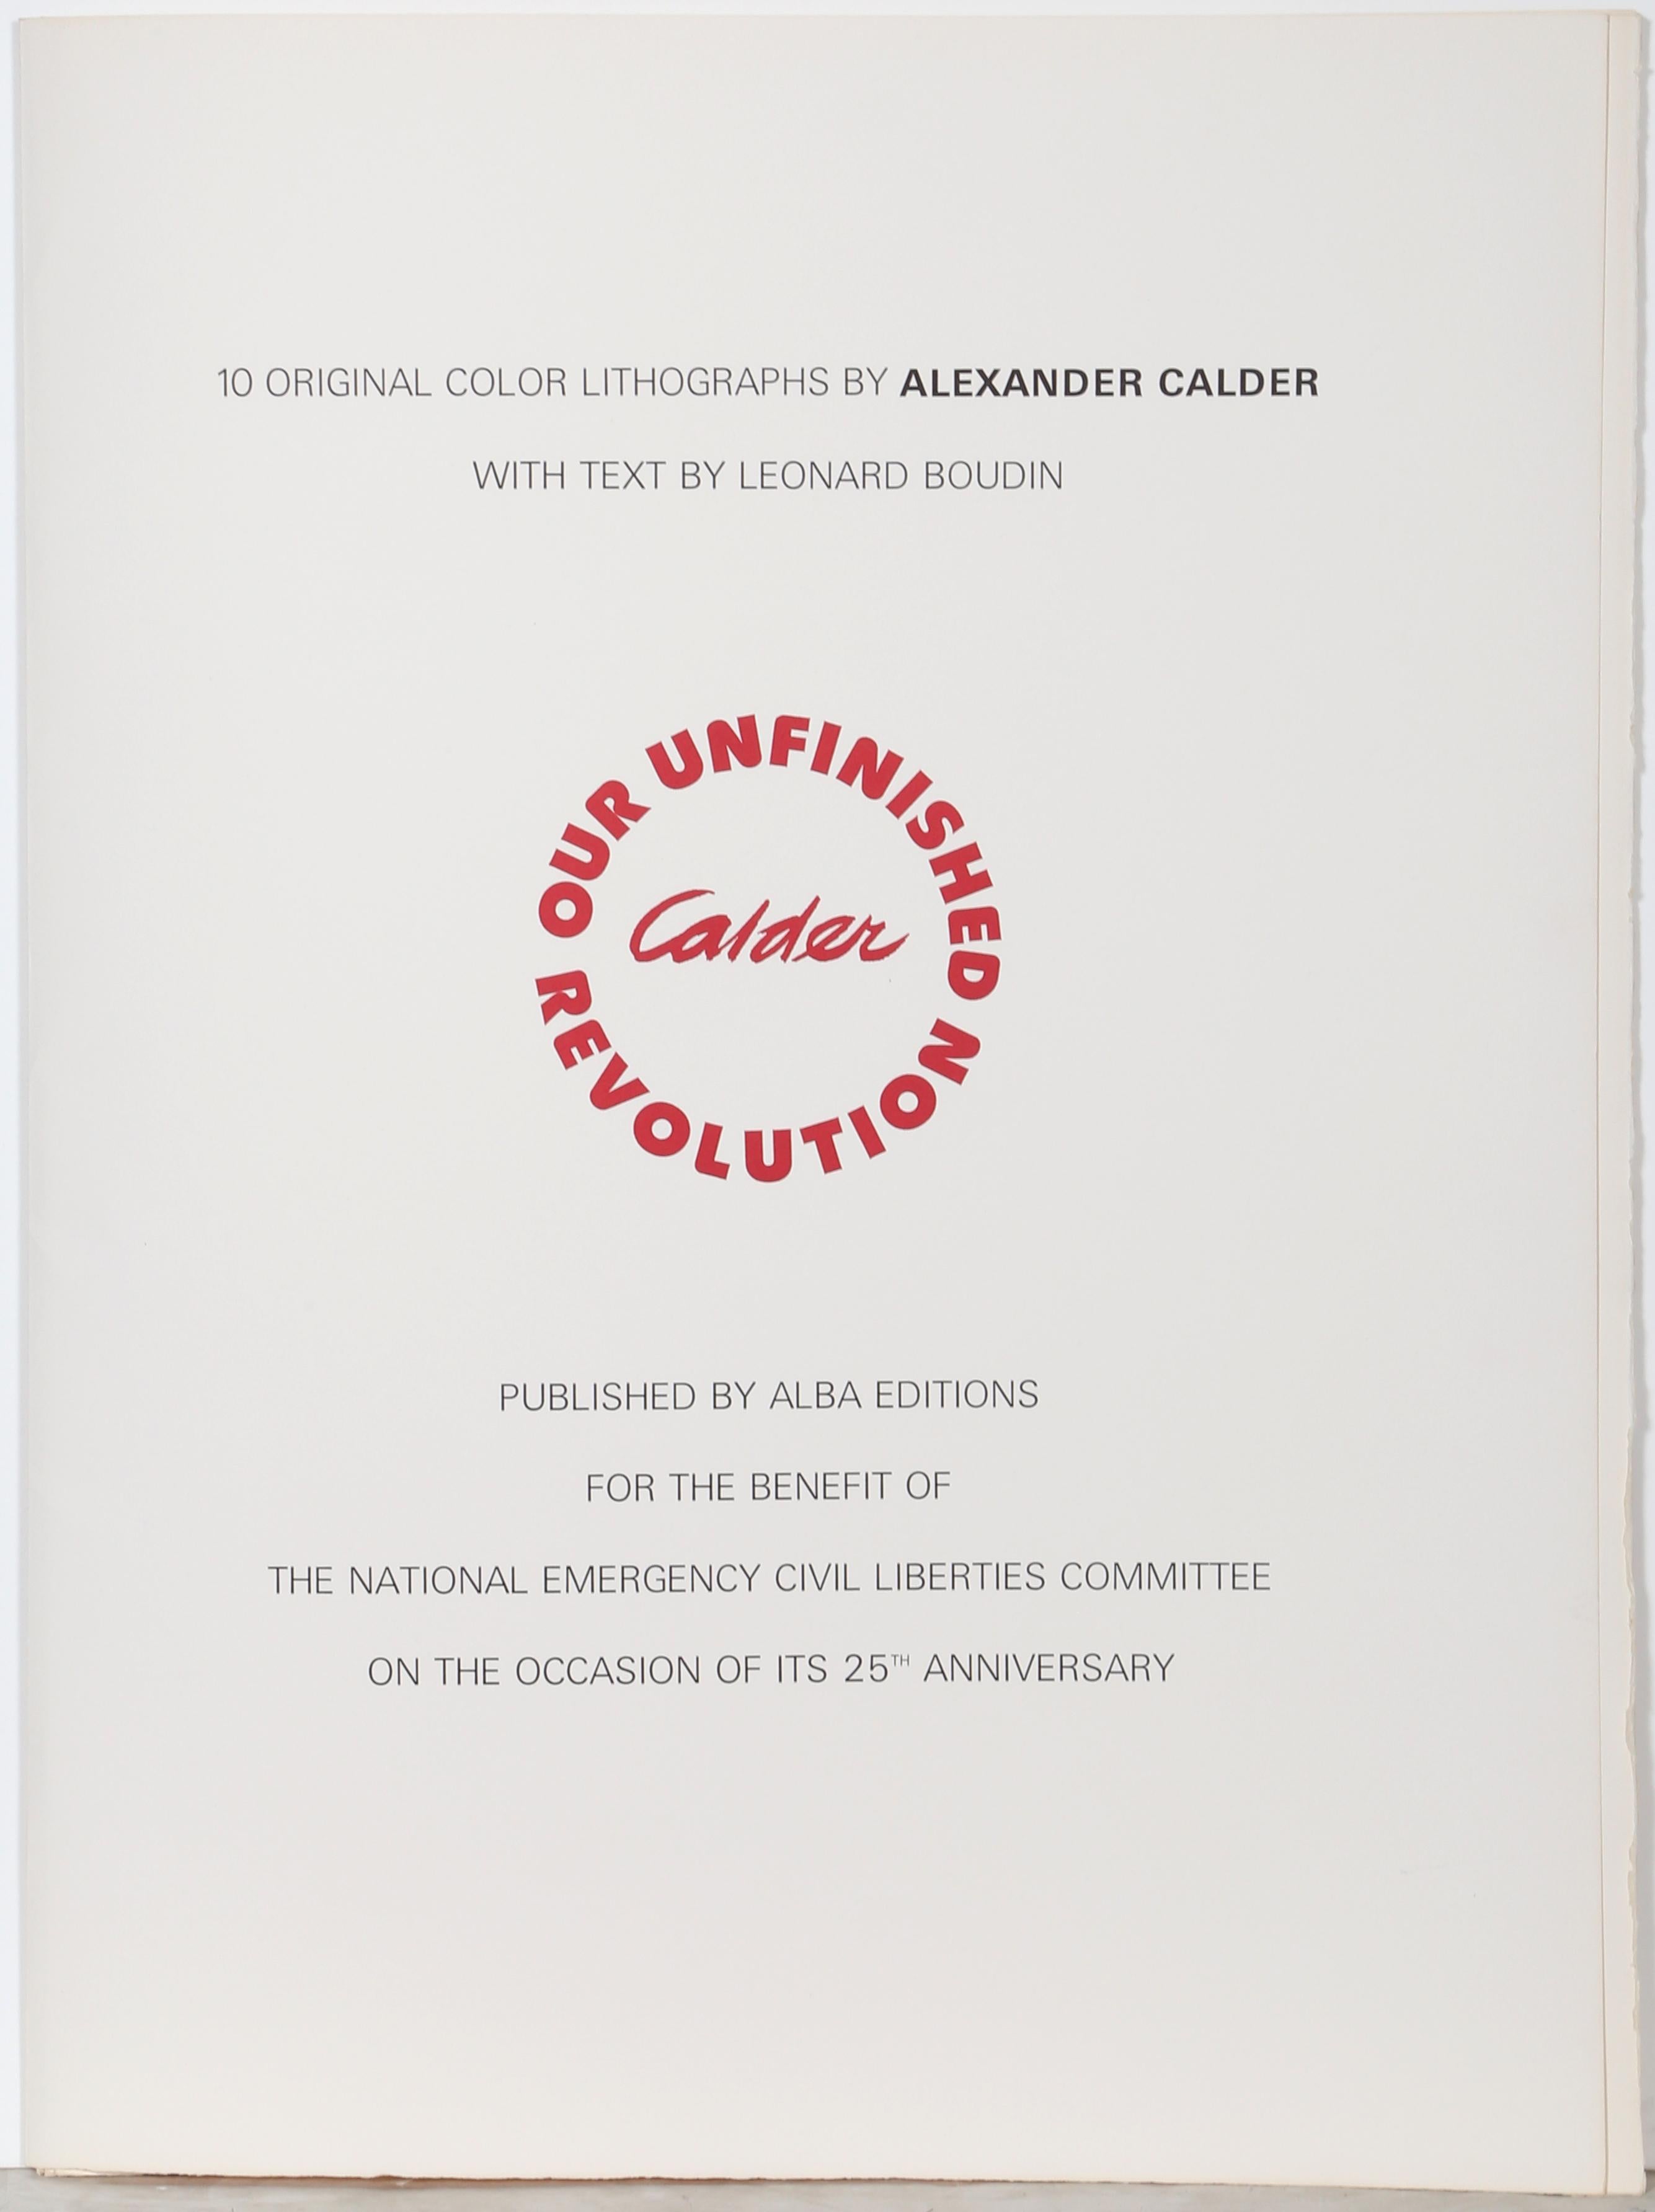 10 ORIGINAL COLOR LITHOGRAPHS BY ALEXANDER CALDER
WITH TEXT BY LEONARD BOUDIN
OUR UNFINISHED
REVOLUTION
Calder
PUBLISHED BY ALBA EDITIONS
FOR THE BENEFIT OF
THE NATIONAL EMERGENCY CIVIL LIBERTIES COMMITTEE
ON THE OCCASION OF ITS 25TH ANNIVERSARY